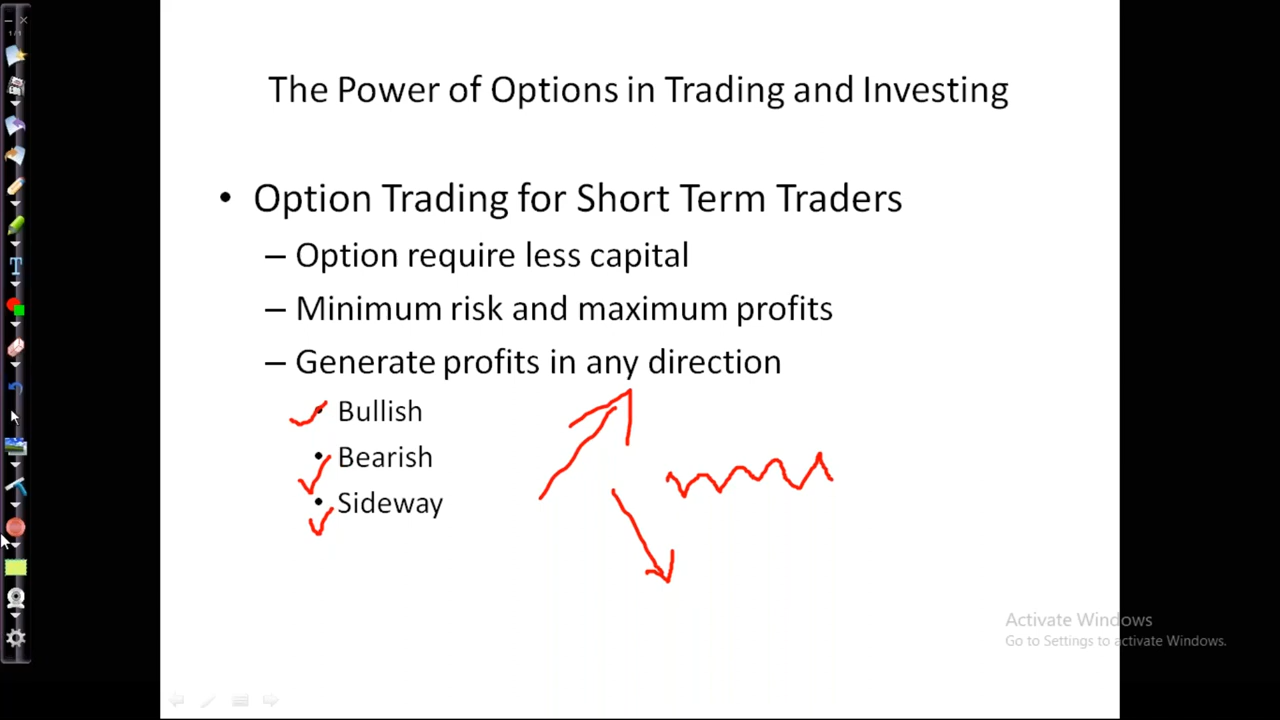 1/1
The Power of Options in Trading and Investing
• Option Trading for Short Term Traders
– Option require less capital
– Minimum risk and maximum profits
– Generate profits in any direction
• Bullish
• Bearish
• Sideway
Activate Windows
Go to Settings to activate Windows.